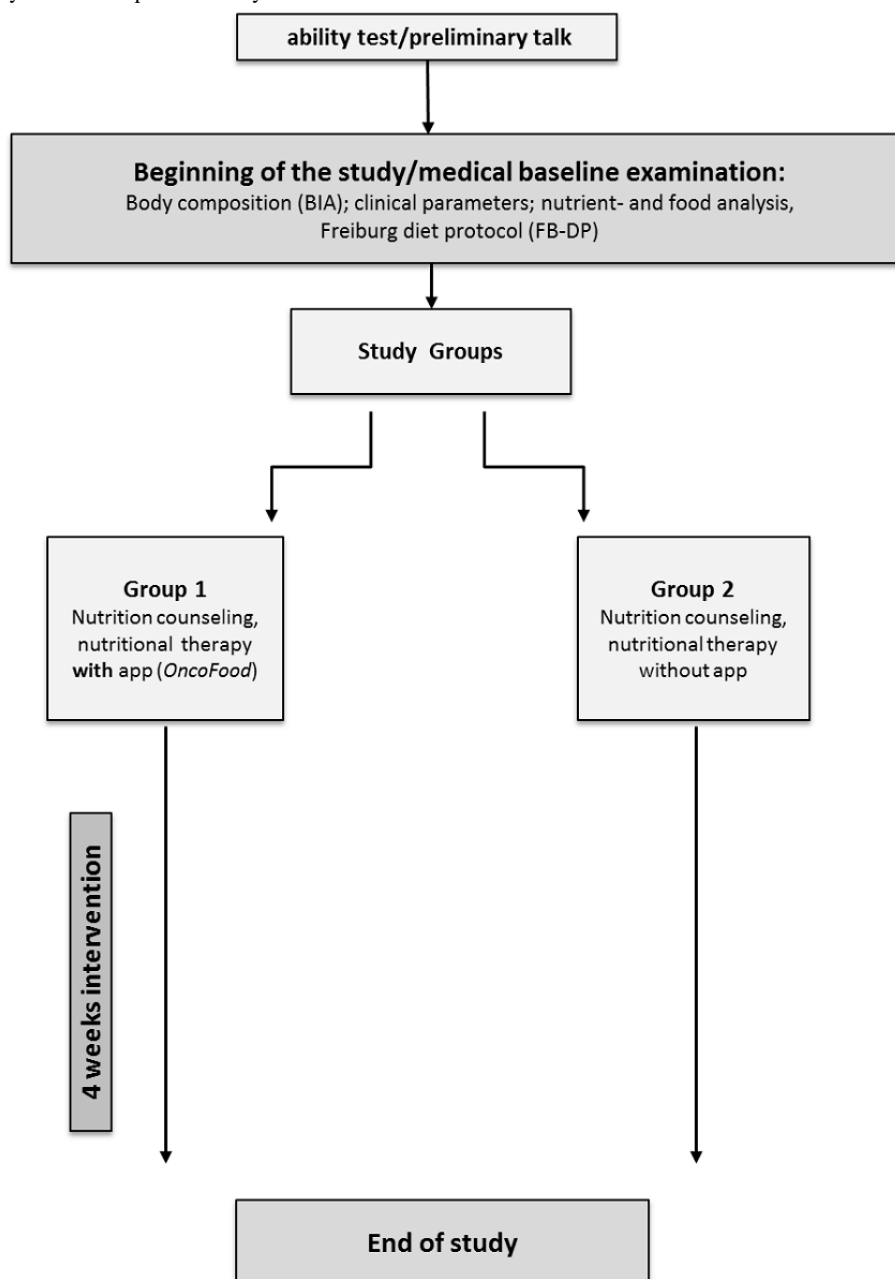 ability test/preliminary talk
Beginning of the study/medical baseline examination:
Body composition (BIA); clinical parameters; nutrient- and food analysis,
Freiburg diet protocol (FB-DP)
Study Groups
Group 1
Nutrition counseling,
nutritional therapy
with app (OncoFood)
Group 2
Nutrition counseling,
nutritional therapy
without app
4 weeks intervention
End of study